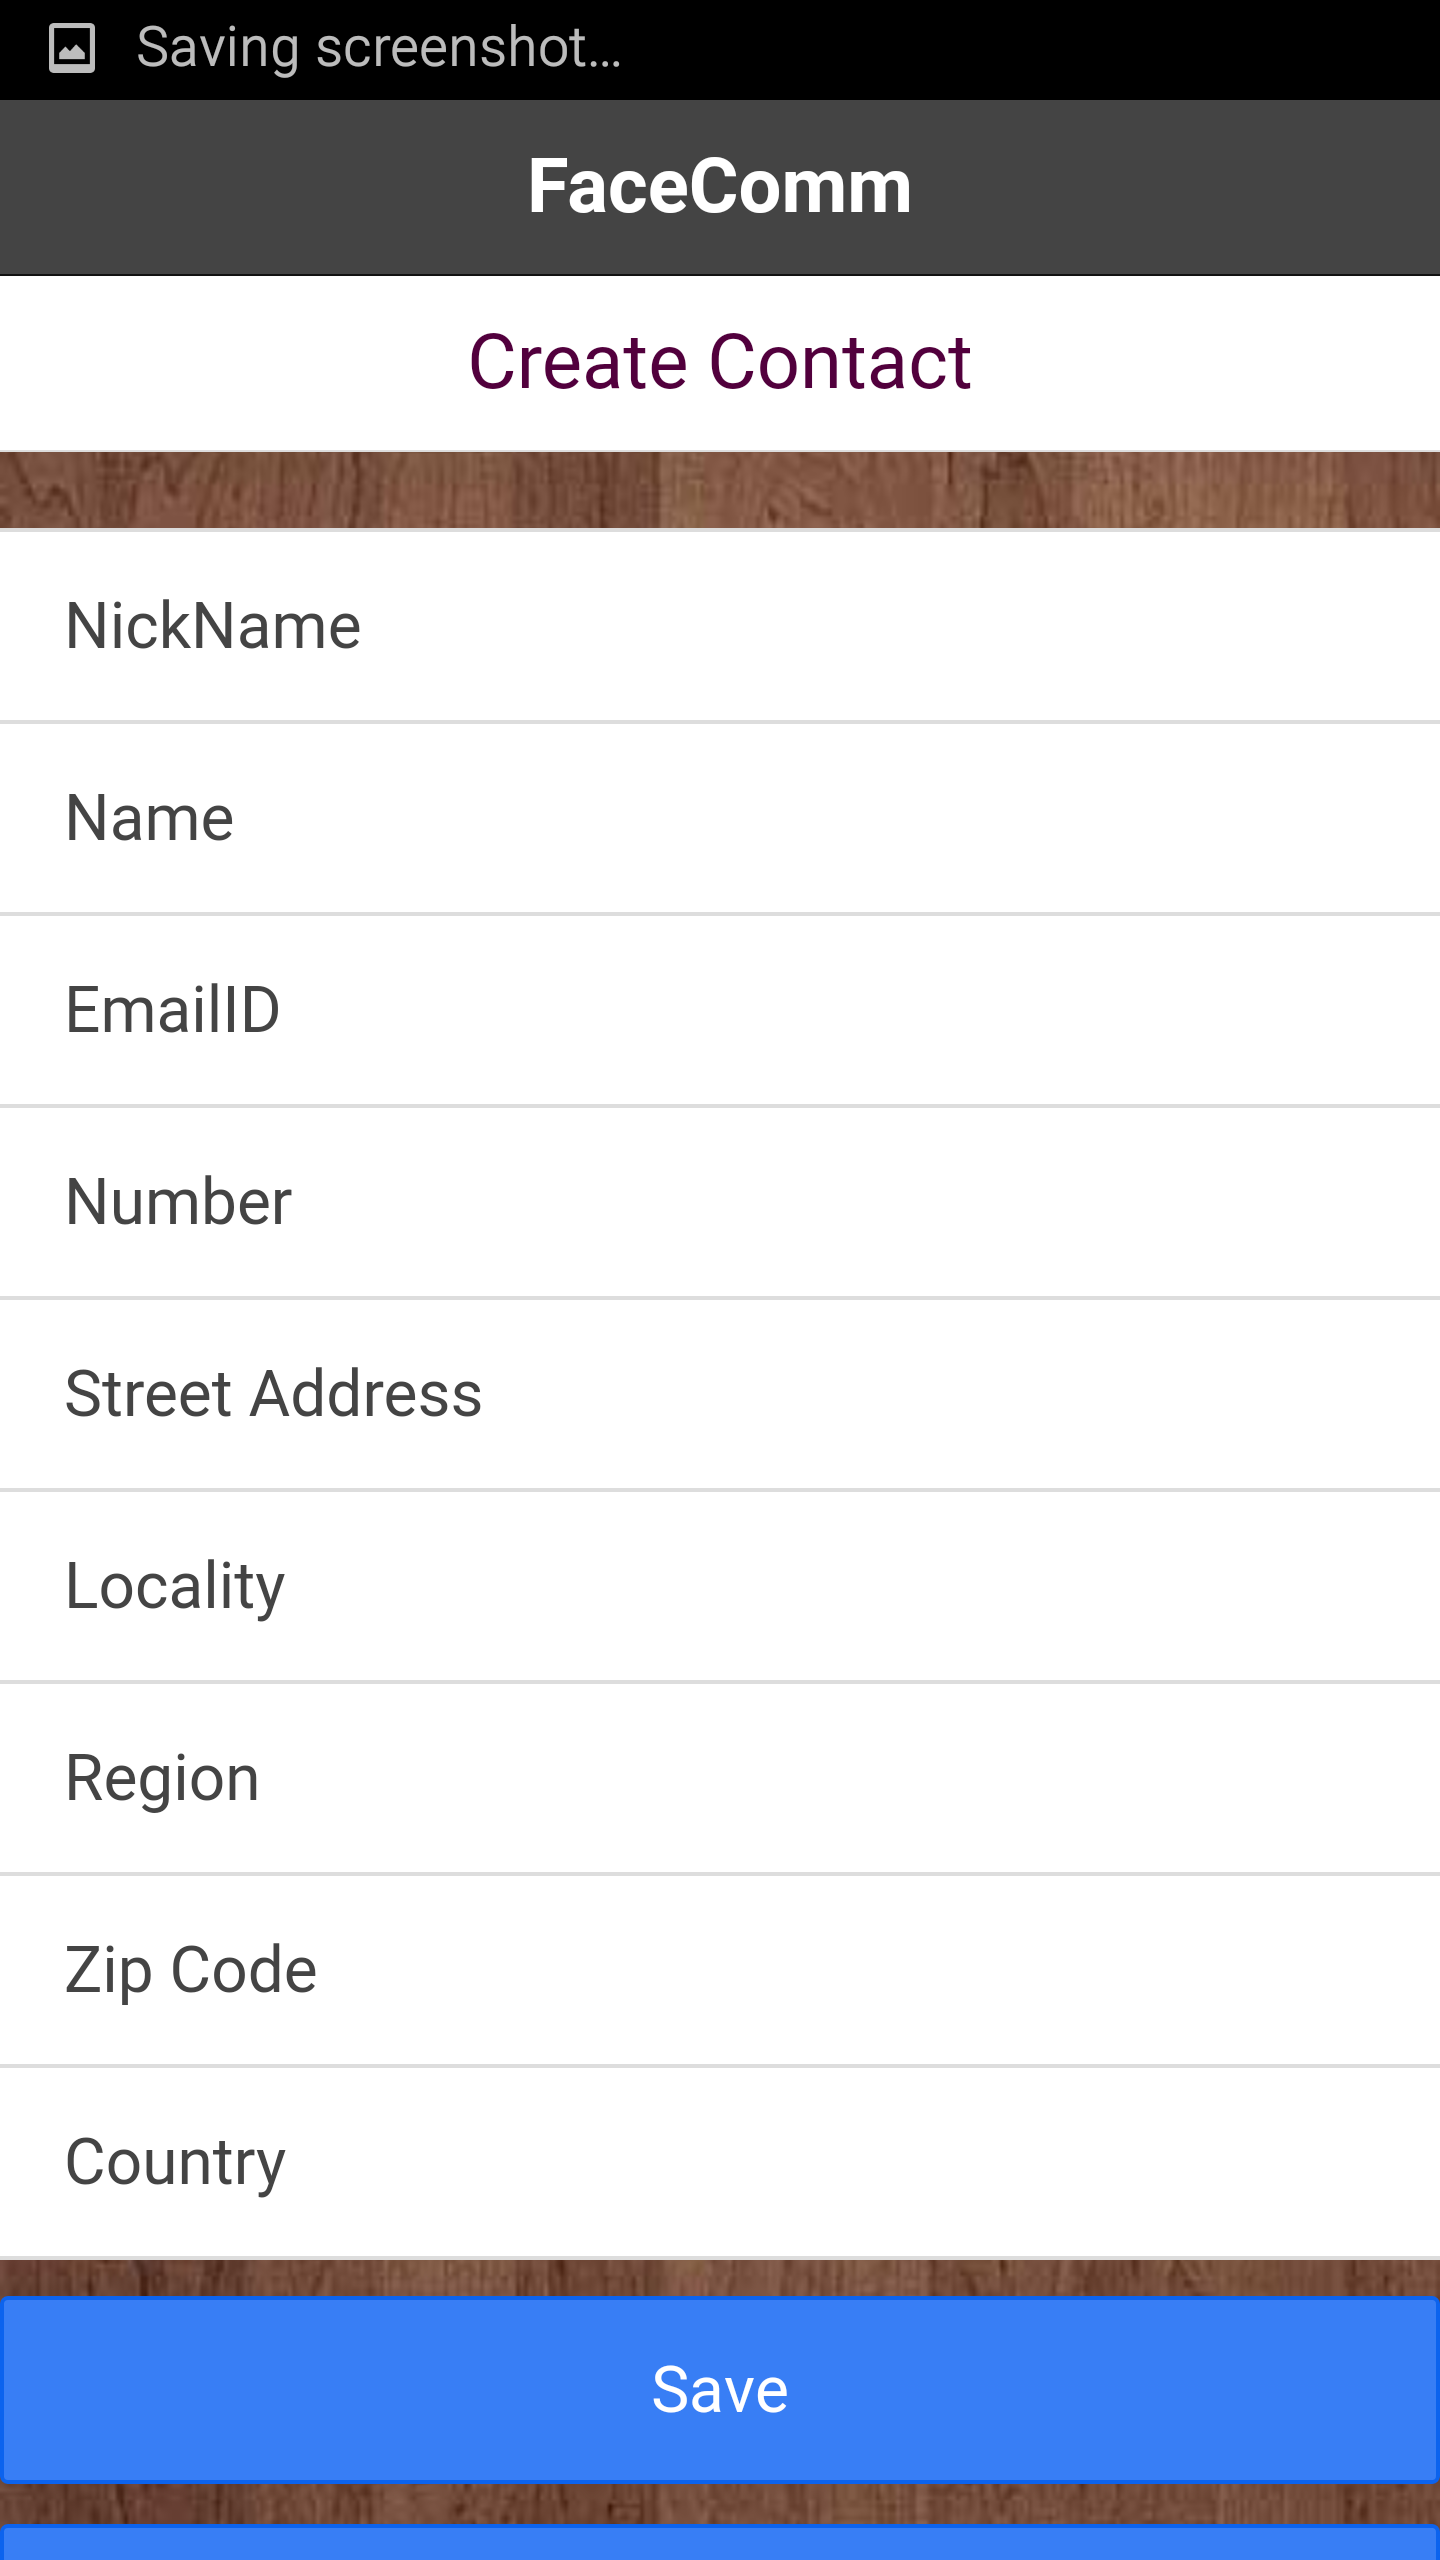 Saving screenshot...
FaceComm
Create Contact
NickName
Name
EmailID
Number
Street Address
Locality
Region
Zip Code
Country
Save